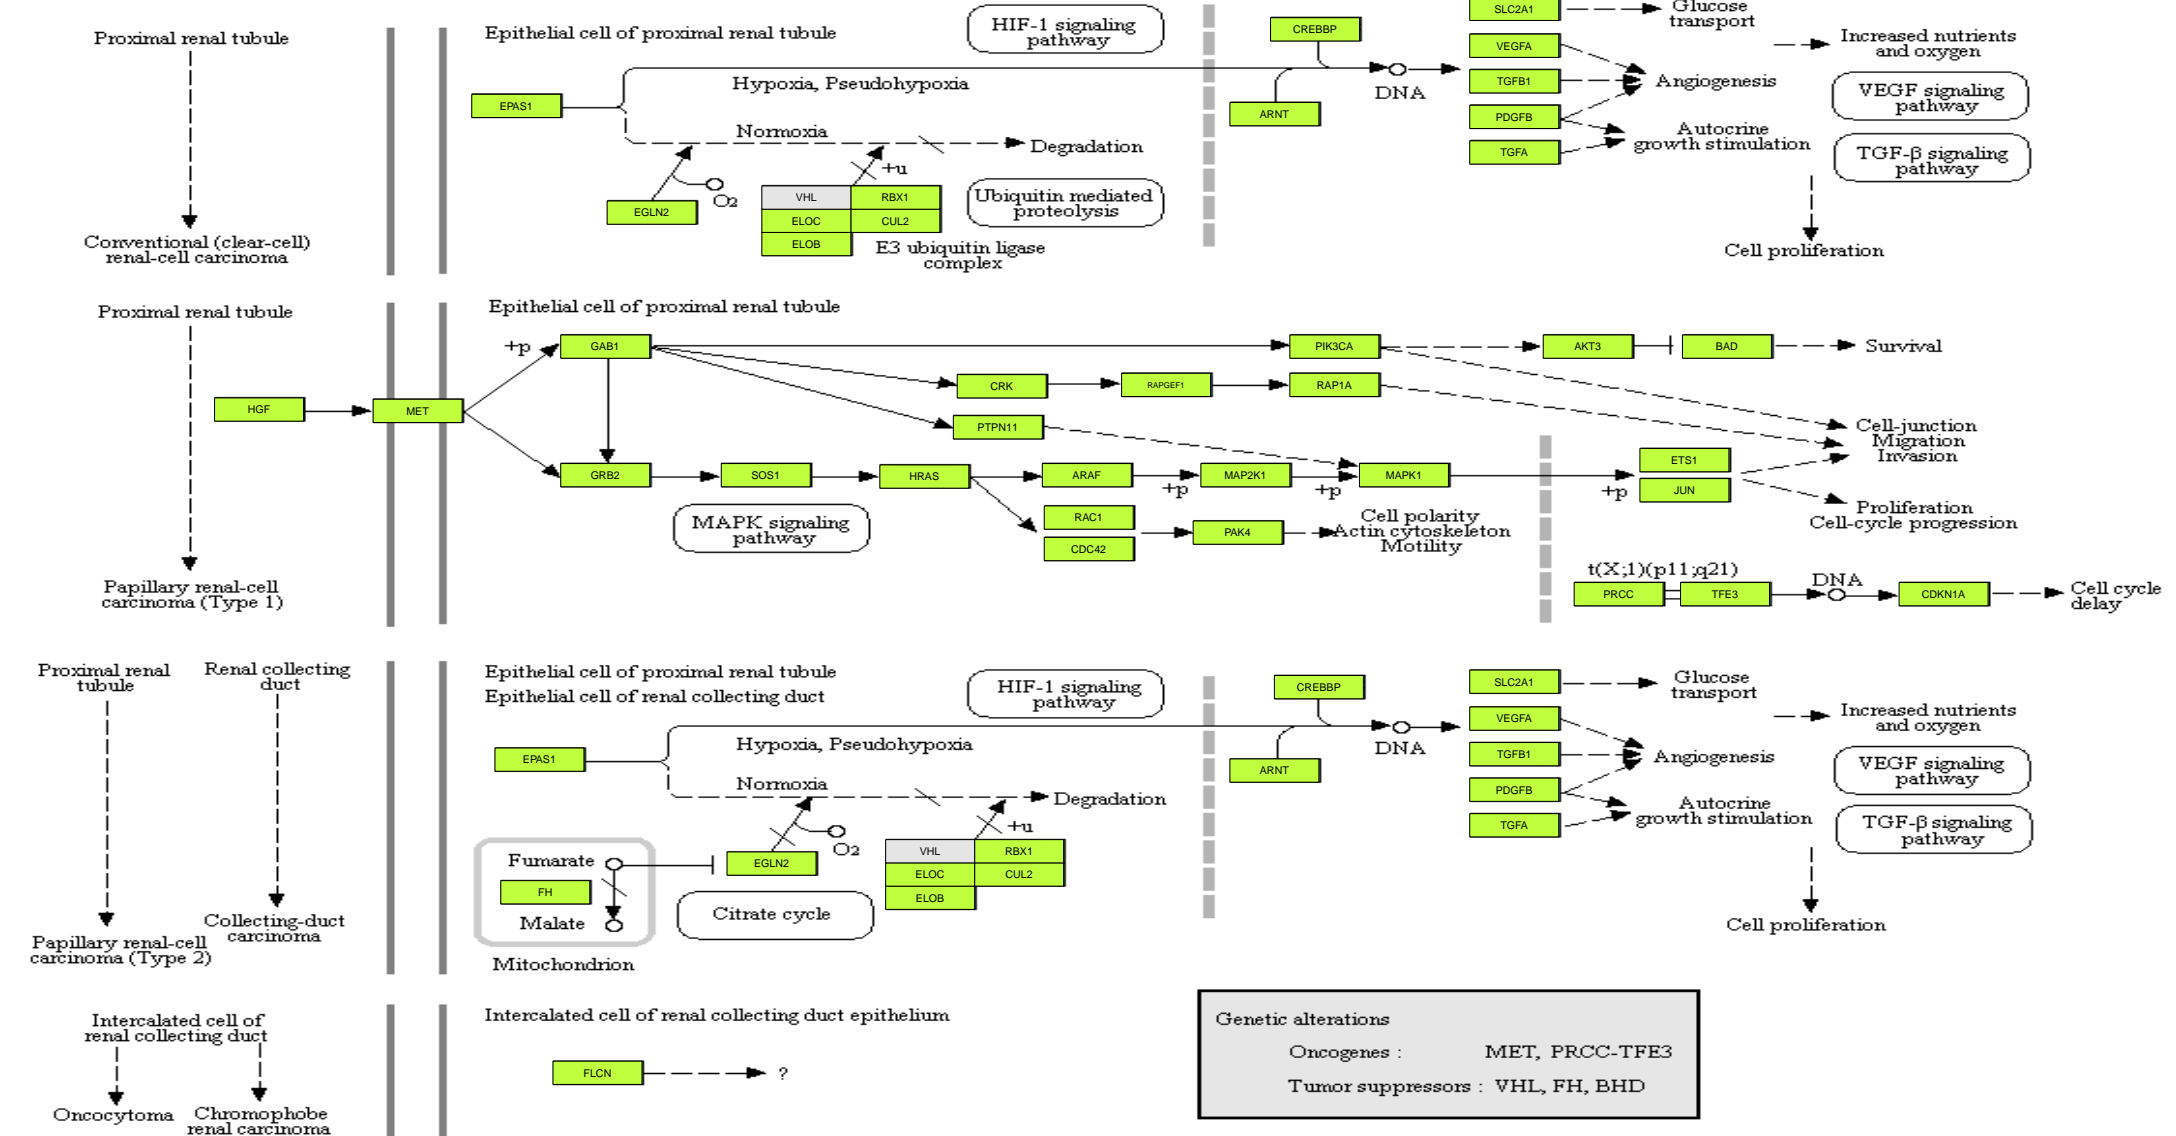 Proximal renal tubule
Conventional (clear-cell)
renal-cell carcinoma
Epithelial cell of proximal renal tubule
HIF-1 signaling
pathway
EPAS1
Hypoxia, Pseudohypoxia
Normoxia
Degradation
+u
O2
EGLN2
VHL
RBX1
ELOC
CUL2
ELOB
E3 ubiquitin ligase
complex
Ubiquitin mediated
proteolysis
CREBBP
ARNT
DNA
SLC2A1
VEGFA
TGFB1
PDGFB
TGFA
Glucose
transport
Angiogenesis
Autocrine
growth stimulation
Increased nutrients
and oxygen
VEGF signaling
pathway
TGF-β signaling
pathway
Cell proliferation
Proximal renal tubule
Papillary renal-cell
carcinoma (Type 1)
Epithelial cell of proximal renal tubule
HGF
MET
+p
GAB1
PIK3CA
AKT3
BAD
Survival
CRK
RAPGEF1
RAP1A
PTPN11
GRB2
SOS1
HRAS
ARAF
+p
MAP2K1
+p
MAPK1
+p
ETS1
JUN
Cell-junction
Migration
Invasion
Proliferation
Cell-cycle progression
MAPK signaling
pathway
RAC1
CDC42
PAK4
Cell polarity
Actin cytoskeleton
Motility
t(X;1)(p11;q21)
PRCC
TFE3
DNA
CDKN1A
Cell cycle
delay
Proximal renal
tubule
Renal collecting
duct
Papillary renal-cell
carcinoma (Type 2)
Collecting-duct
carcinoma
Epithelial cell of proximal renal tubule
Epithelial cell of renal collecting duct
HIF-1 signaling
pathway
EPAS1
Hypoxia, Pseudohypoxia
Normoxia
Degradation
+u
O2
EGLN2
VHL
RBX1
ELOC
CUL2
ELOB
Fumarate
FH
Malate
Mitochondrion
Citrate cycle
CREBBP
ARNT
DNA
SLC2A1
VEGFA
TGFB1
PDGFB
TGFA
Glucose
transport
Angiogenesis
Autocrine
growth stimulation
Increased nutrients
and oxygen
VEGF signaling
pathway
TGF-β signaling
pathway
Cell proliferation
Intercalated cell of
renal collecting duct
Oncocytoma
Chromophobe
renal carcinoma
Intercalated cell of renal collecting duct epithelium
FLCN
?
Genetic alterations
Oncogenes : MET, PRCC-TFE3
Tumor suppressors : VHL, FH, BHD